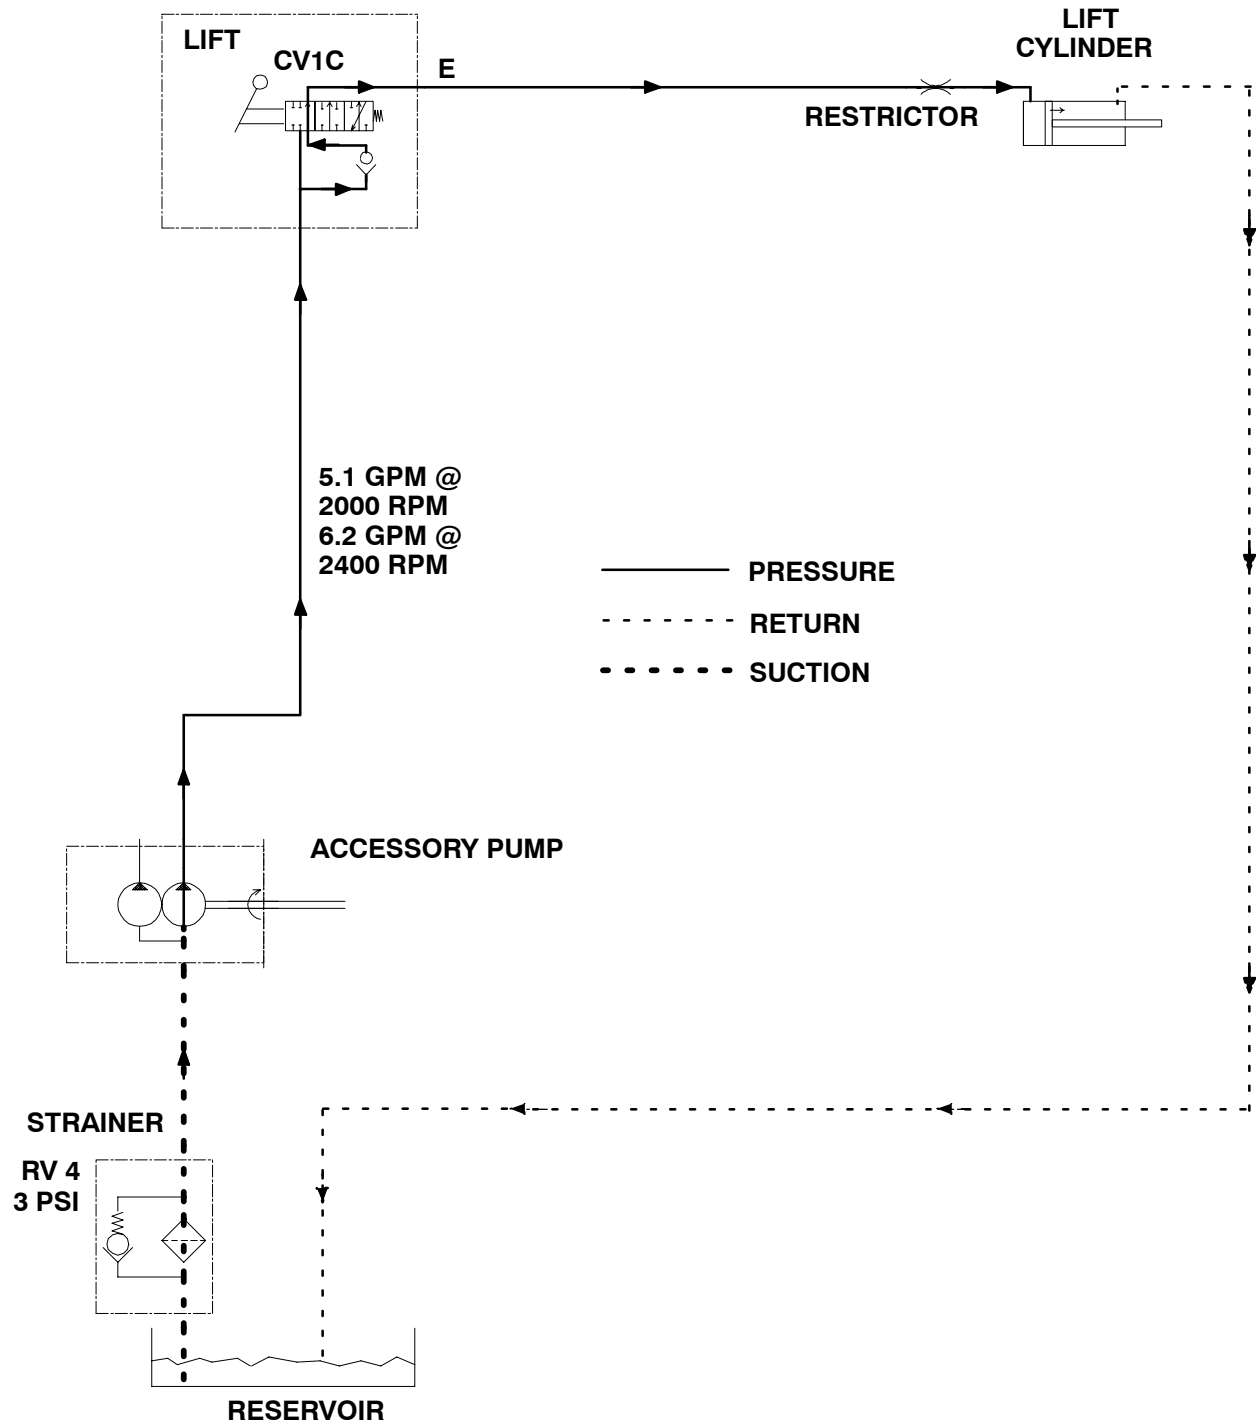 LIFT
CYLINDER
LIFT
CV1C
E
RESTRICTOR
5.1 GPM @
2000 RPM
6.2 GPM @
2400 RPM
PRESSURE
RETURN
SUCTION
ACCESSORY PUMP
STRAINER
RV 4
3 PSI
RESERVOIR